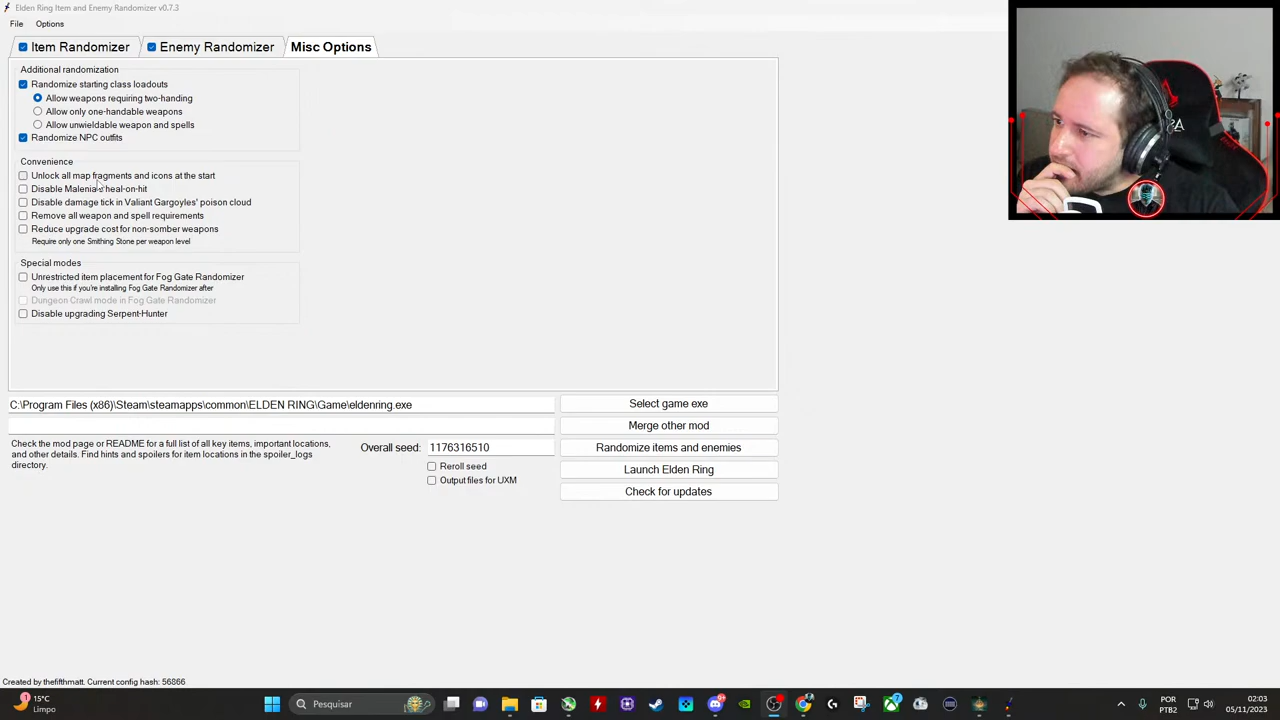 Elden Ring Item and Enemy Randomizer v0.7.3
File Options
Item Randomizer Enemy Randomizer Misc Options
Additional randomization
Randomize starting class loadouts
Allow weapons requiring two-handing
Allow only one-handable weapons
Allow unwieldable weapon and spells
Randomize NPC outfits
Convenience
Unlock all map fragments and icons at the start
Disable Malenia's heal-on-hit
Disable damage tick in Valiant Gargoyles' poison cloud
Remove all weapon and spell requirements
Reduce upgrade cost for non-somber weapons
Require only one Smithing Stone per weapon level
Special modes
Unrestricted item placement for Fog Gate Randomizer
Only use this if you're installing Fog Gate Randomizer after
Dungeon Crawl mode in Fog Gate Randomizer
Disable upgrading Serpent-Hunter
C:\Program Files (x86)\Steam\steamapps\common\ELDEN RING\Game\eldenring.exe Select game exe
Merge other mod
Check the mod page or README for a full list of all key items, important locations,
and other details. Find hints and spoilers for item locations in the spoiler_logs
directory.
Overall seed: 1176316510 Randomize items and enemies
Reroll seed Launch Elden Ring
Output files for UXM Check for updates
Created by thefifthmatt. Current config hash: 56866
15°C
Limpo
Pesquisar
POR
PTB2
02:03
05/11/2023